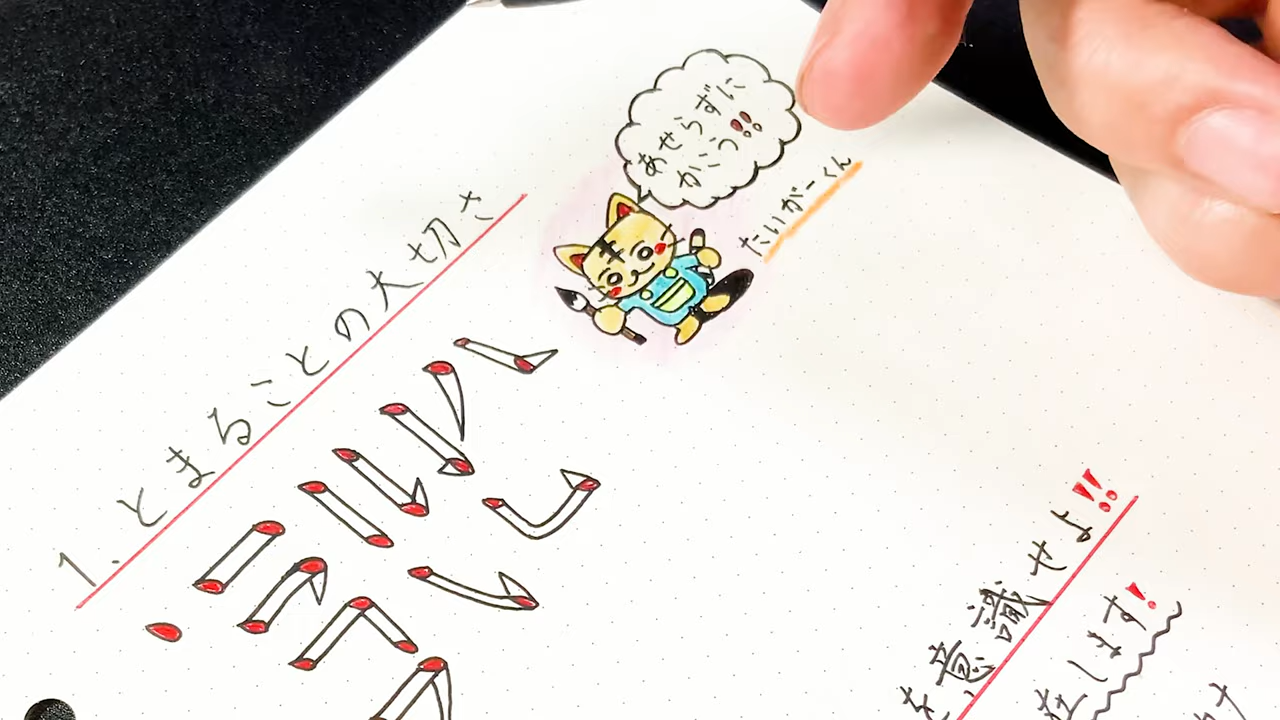 1. とまることの大切さ
あせらずに
かこう!!
たいがーくん
を意識せよ!!
在します!